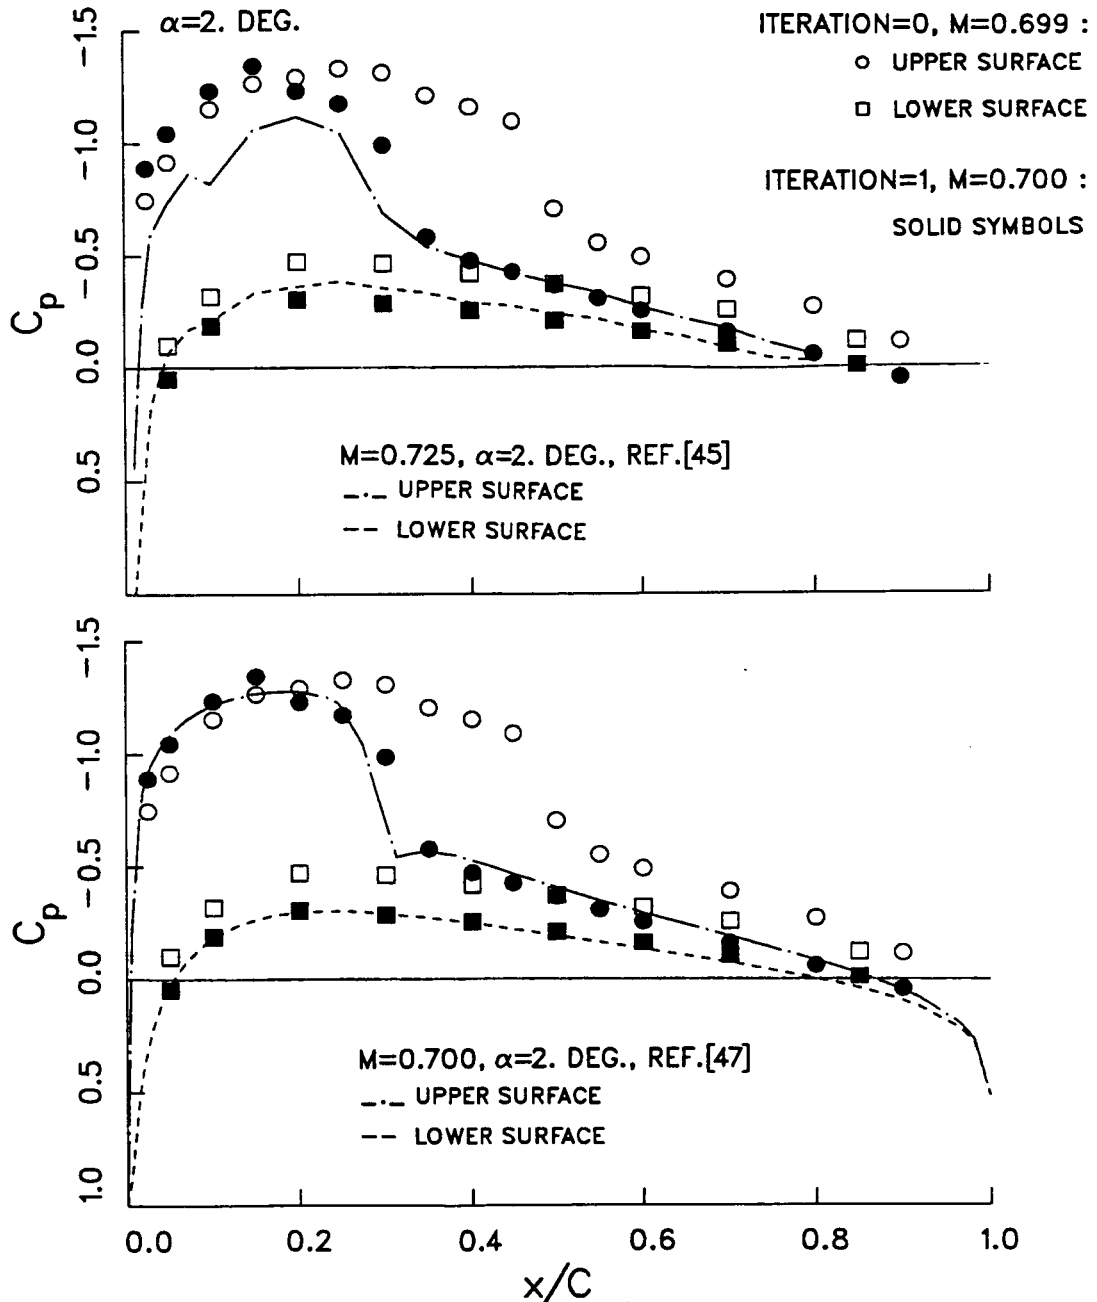 α=2. DEG.
ITERATION=0, M=0.699 :
○ UPPER SURFACE
□ LOWER SURFACE
ITERATION=1, M=0.700 :
SOLID SYMBOLS
-1.5
-1.0
-0.5
0.0
0.5
Cp
M=0.725, α=2. DEG., REF.[45]
UPPER SURFACE
LOWER SURFACE
-1.5
-1.0
-0.5
0.0
0.5
1.0
Cp
M=0.700, α=2. DEG., REF.[47]
UPPER SURFACE
LOWER SURFACE
0.0 0.2 0.4 0.6 0.8 1.0
x/C